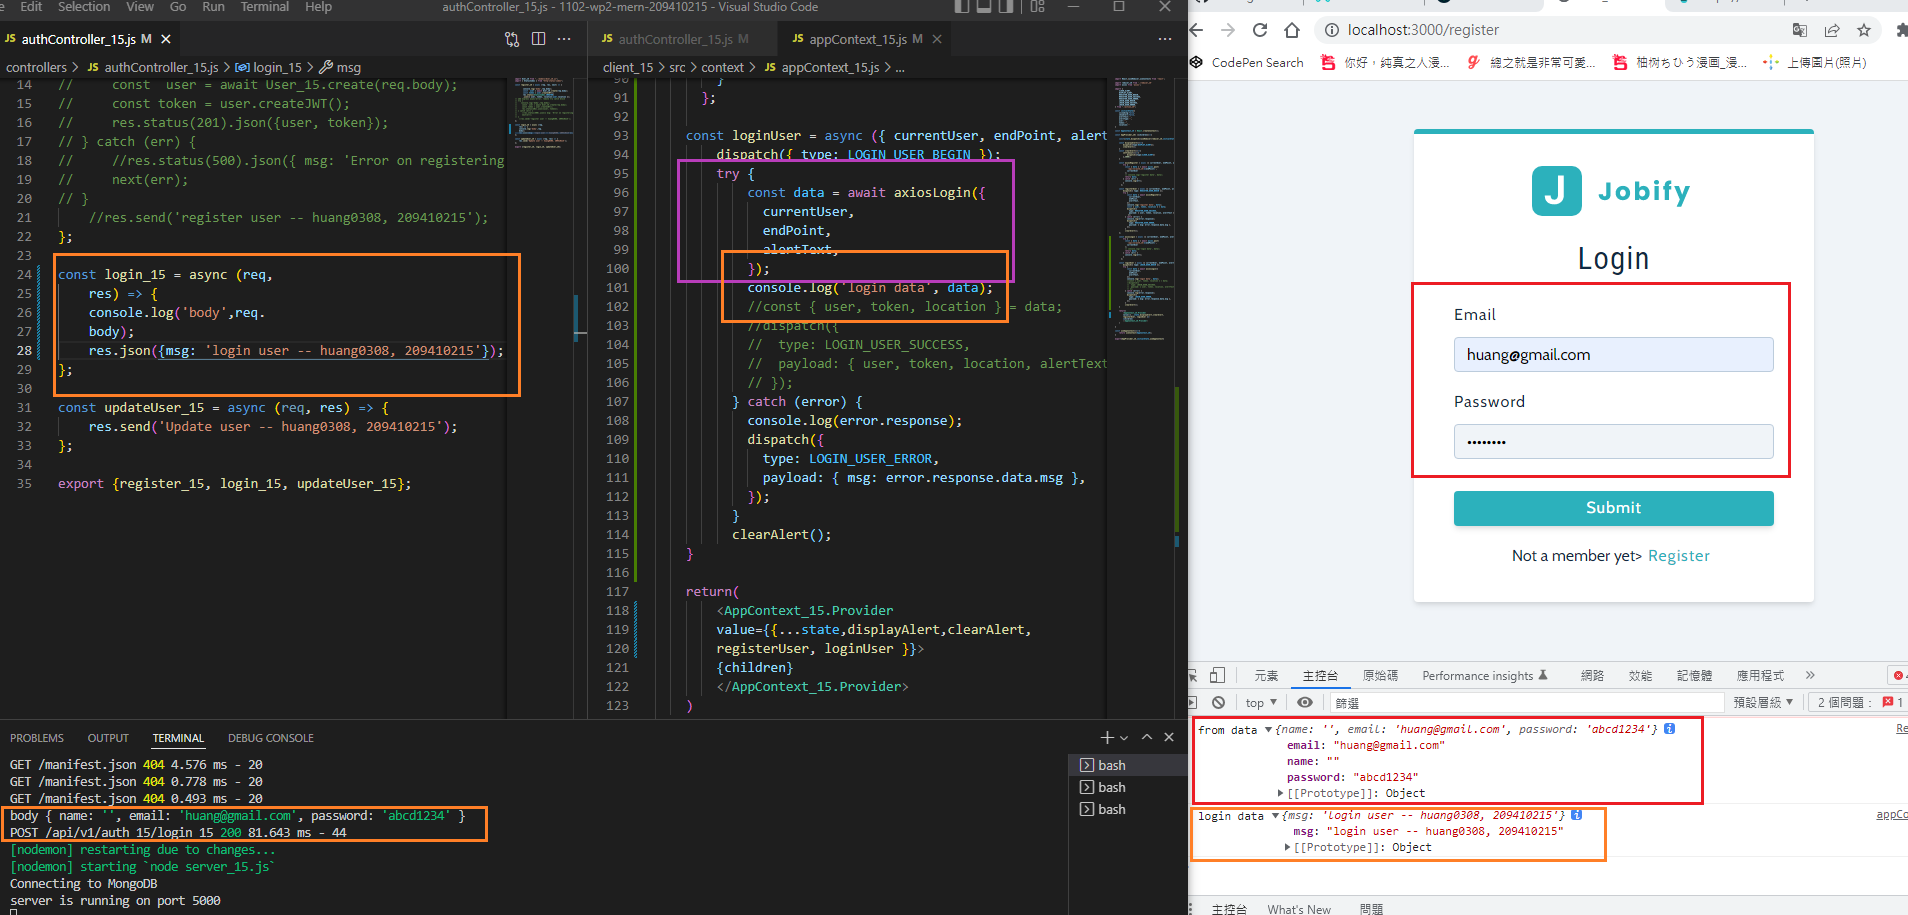 Edit Selection View Go Run Terminal Help
authController_15.js - 1102-wp2-mern-209410215 - Visual Studio Code
JS authController_15.js M
controllers > JS authController_15.js > login_15 > msg
14 // const user = await User_15.create(req.body);
15 // const token = user.createJWT();
16 // res.status(201).json({user, token});
17 // } catch (err) {
18 // //res.status(500).json({ msg: 'Error on registering
19 // next(err);
20 // }
21 //res.send('register user -- huang0308, 209410215');
22 };
23
24 const login_15 = async (req,
25 res) => {
26 console.log('body',req.
27 body);
28 res.json({msg: 'login user -- huang0308, 209410215'});
29 };
30
31 const updateUser_15 = async (req, res) => {
32 res.send('Update user -- huang0308, 209410215');
33 };
34
35 export {register_15, login_15, updateUser_15};
JS authController_15.js M
JS appContext_15.js M
client_15 > src > context > JS appContext_15.js > ...
90 }
91 };
92
93 const loginUser = async ({ currentUser, endPoint, alert
94 dispatch({ type: LOGIN_USER_BEGIN });
95 try {
96 const data = await axiosLogin({
97 currentUser,
98 endPoint,
99 alertText,
100 });
101 console.log('login data', data);
102 //const { user, token, location } = data;
103 //dispatch({
104 // type: LOGIN_USER_SUCCESS,
105 // payload: { user, token, location, alertText
106 // });
107 } catch (error) {
108 console.log(error.response);
109 dispatch({
110 type: LOGIN_USER_ERROR,
111 payload: { msg: error.response.data.msg },
112 });
113 }
114 clearAlert();
115 }
116
117 return(
118 <AppContext_15.Provider
119 value={{...state,displayAlert,clearAlert,
120 registerUser, loginUser }}>
121 {children}
122 </AppContext_15.Provider>
123 )
PROBLEMS OUTPUT TERMINAL DEBUG CONSOLE
GET /manifest.json 404 4.576 ms - 20
GET /manifest.json 404 0.778 ms - 20
GET /manifest.json 404 0.493 ms - 20
body { name: '', email: 'huang@gmail.com', password: 'abcd1234' }
POST /api/v1/auth_15/login_15 200 81.643 ms - 44
[nodemon] restarting due to changes...
[nodemon] starting `node server_15.js`
Connecting to MongoDB
server is running on port 5000
bash
bash
bash
localhost:3000/register
CodePen Search
你好，純真之人漫...
總之就是非常可愛...
柚树ちひう漫画_漫...
上傳圖片(照片)
J Jobify
Login
Email
huang@gmail.com
Password
••••••••
Submit
Not a member yet> Register
元素 主控台 原始碼 Performance insights 網路 效能 記憶體 應用程式 »
top ▼ 篩選 預設層級 ▼ 2 個問題： 1
from data ▼{name: '', email: 'huang@gmail.com', password: 'abcd1234'} Re
email: "huang@gmail.com"
name: ""
password: "abcd1234"
▶[[Prototype]]: Object
login data ▼{msg: 'login user -- huang0308, 209410215'} appCo
msg: "login user -- huang0308, 209410215"
▶[[Prototype]]: Object
主控台 What's New 問題